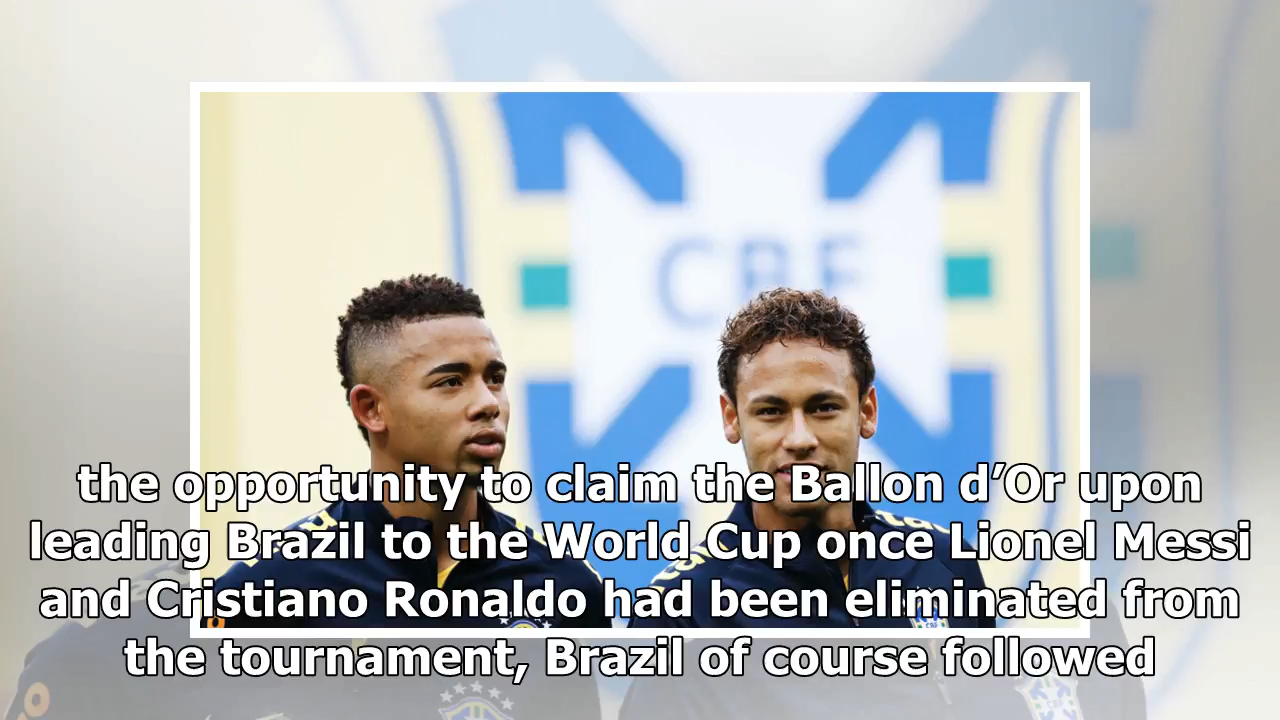 CBF
the opportunity to claim the Ballon d’Or upon
leading Brazil to the World Cup once Lionel Messi
and Cristiano Ronaldo had been eliminated from
the tournament, Brazil of course followed